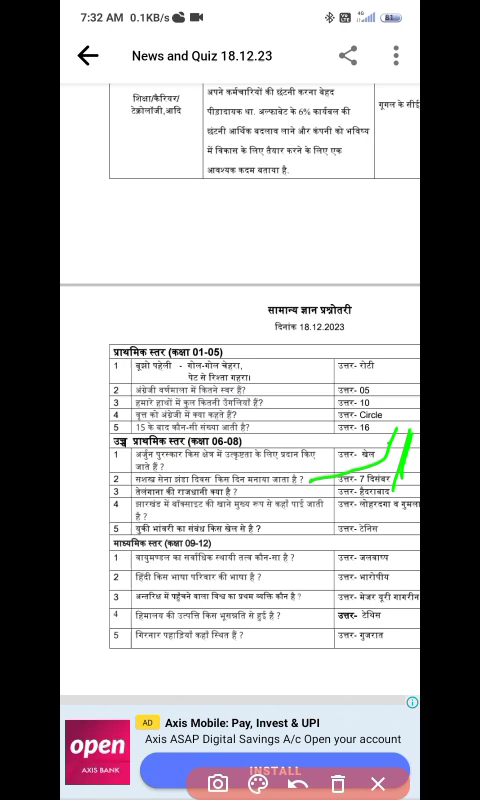 7:32 AM 0.1KB/s
81
News and Quiz 18.12.23
शिक्षा/कैरियर/
टेक्नोलॉजी,आदि
अपने कर्मचारियों की छंटनी करना बेहद
पीड़ादायक था. अल्फाबेट के 6% कार्यबल की
छंटनी आर्थिक बदलाव लाने और कंपनी को भविष्य
में विकास के लिए तैयार करने के लिए एक
आवश्यक कदम बताया है.
गूगल के सीई
सामान्य ज्ञान प्रश्नोतरी
दिनांक 18.12.2023
प्राथमिक स्तर (कक्षा 01-05)
1 बूझो पहेली - गोल-गोल चेहरा,
पेट से रिश्ता गहरा।
उत्तर- रोटी
2 अंग्रेजी वर्णमाला में कितने स्वर हैं? उत्तर- 05
3 हमारे हाथों में कुल कितनी उँगलियाँ हैं? उत्तर- 10
4 वृत्त को अंग्रेजी में क्या कहते हैं? उत्तर- Circle
5 15 के बाद कौन-सी संख्या आती है? उत्तर- 16
उच्च प्राथमिक स्तर (कक्षा 06-08)
1 अर्जुन पुरस्कार किस क्षेत्र में उत्कृष्टता के लिए प्रदान किए उत्तर- खेल
जाते हैं ?
2 सशस्त्र सेना झंडा दिवस किस दिन मनाया जाता है ? उत्तर- 7 दिसंबर
3 तेलंगाना की राजधानी क्या है ? उत्तर- हैदराबाद
4 झारखंड में बॉक्साइट की खाने मुख्य रूप से कहाँ पाई जाती उत्तर- लोहरदगा व गुमला
है ?
5 यूकी भांबरी का संबंध किस खेल से है ? उत्तर- टेनिस
माध्यमिक स्तर (कक्षा 09-12)
1 वायुमण्डल का सर्वाधिक स्थायी तत्व कौन-सा है ? उत्तर- जलवाष्प
2 हिंदी किस भाषा परिवार की भाषा है ? उत्तर- भारोपीय
3 अन्तरिक्ष में पहुँचने वाला विश्व का प्रथम व्यक्ति कौन है ? उत्तर- मेजर यूरी गागरीन
4 हिमालय की उत्पत्ति किस भूसन्नति से हुई है ? उत्तर- टेथिस
5 गिरनार पहाड़ियाँ कहाँ स्थित हैं ? उत्तर- गुजरात
open
AXIS BANK
AD Axis Mobile: Pay, Invest & UPI
Axis ASAP Digital Savings A/c Open your account
INSTALL